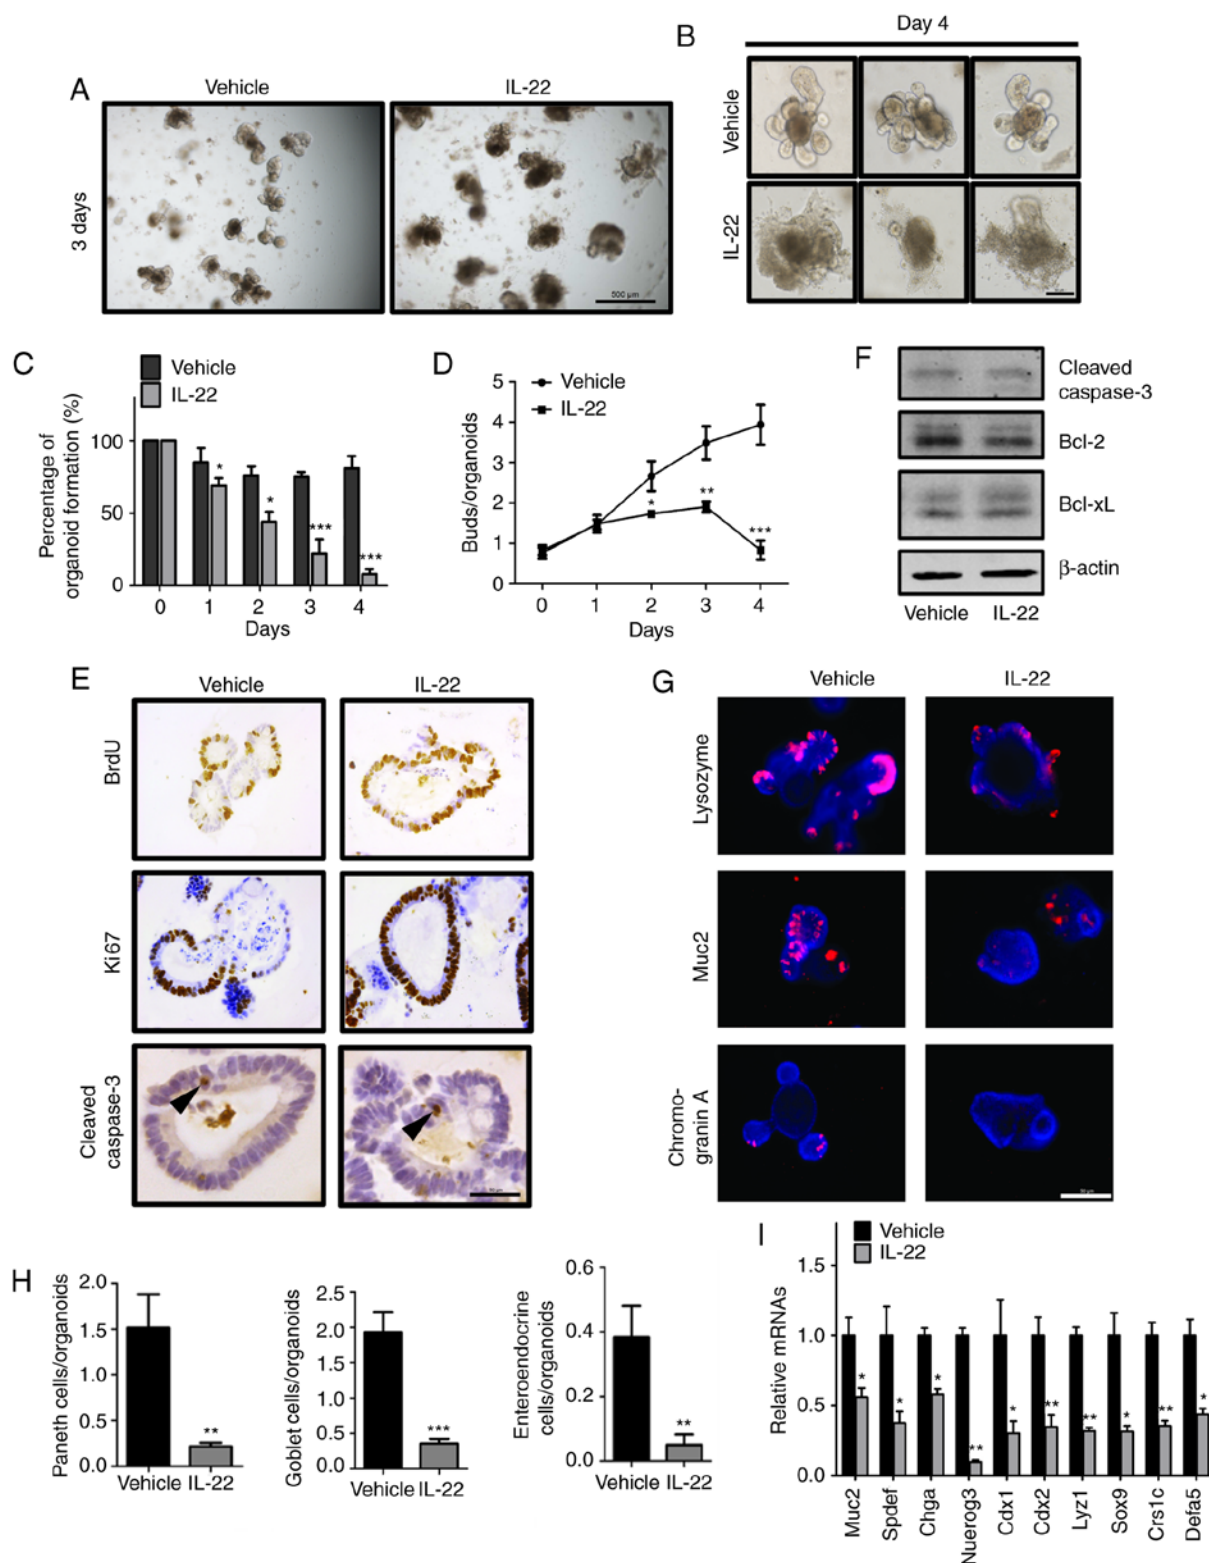 A
Vehicle
IL-22
3 days
500 μm
B
Day 4
Vehicle
IL-22
C
Vehicle
IL-22
Percentage of
organoid formation (%)
100
50
0
*
*
***
***
0 1 2 3 4
Days
D
Vehicle
IL-22
Buds/organoids
5
4
3
2
1
0
*
**
***
0 1 2 3 4
Days
F
Cleaved
caspase-3
Bcl-2
Bcl-xL
β-actin
Vehicle IL-22
E
Vehicle
IL-22
BrdU
Ki67
Cleaved
caspase-3
G
Vehicle
IL-22
Lysozyme
Muc2
Chromo-
granin A
H
Paneth cells/organoids
2.0
1.5
1.0
0.5
0.0
**
Vehicle IL-22
Goblet cells/organoids
2.5
2.0
1.5
1.0
0.5
0.0
***
Vehicle IL-22
Enteroendocrine
cells/organoids
0.6
0.4
0.2
0.0
**
Vehicle IL-22
I
Vehicle
IL-22
Relative mRNAs
1.5
1.0
0.5
0.0
* * * ** * ** ** * ** *
Muc2
Spdef
Chga
Nuerog3
Cdx1
Cdx2
Lyz1
Sox9
Crs1c
Defa5